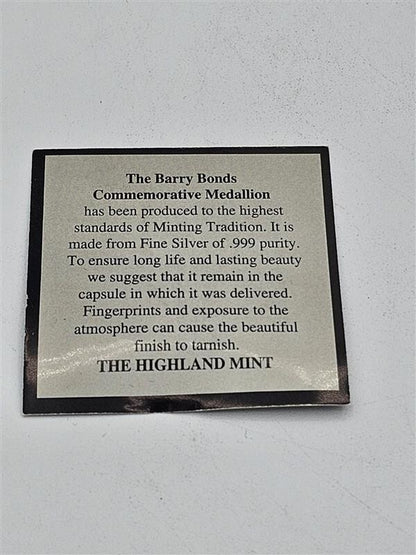 The Barry Bonds
Commemorative Medallion
has been produced to the highest
standards of Minting Tradition. It is
made from Fine Silver of .999 purity.
To ensure long life and lasting beauty
we suggest that it remain in the
capsule in which it was delivered.
Fingerprints and exposure to the
atmosphere can cause the beautiful
finish to tarnish.
THE HIGHLAND MINT